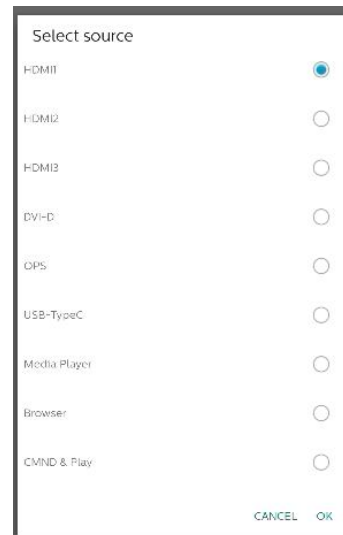 Select source
HDMI1
HDMI2
HDMI3
DVI-D
OPS
USB-TypeC
Media Player
Browser
CMND & Play
CANCEL OK